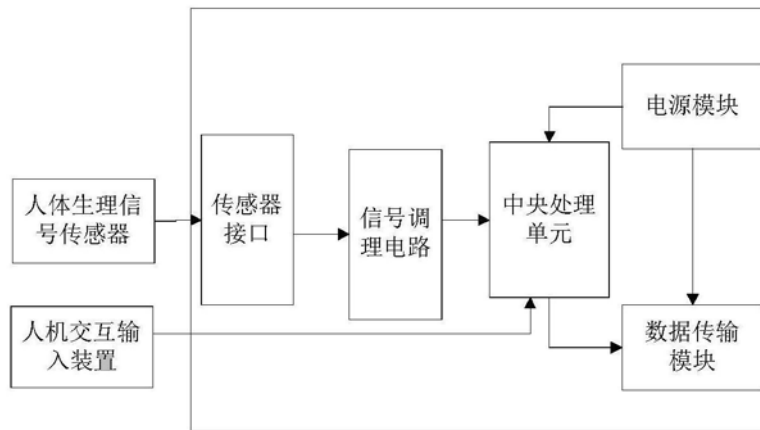 电源模块
人体生理信
号传感器
传感器
接口
信号调
理电路
中央处理
单元
人机交互输
入装置
数据传输
模块